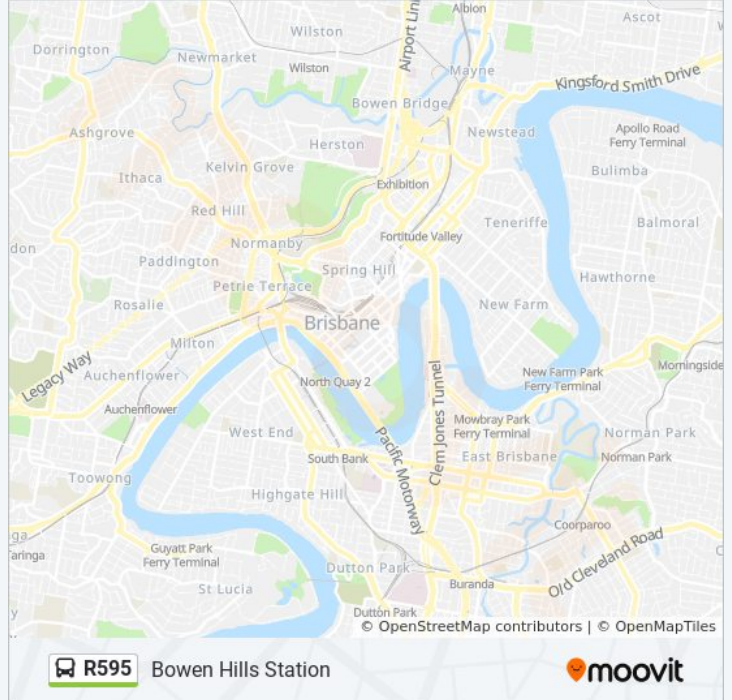 Albion
Ascot
Wilston
Airport Lin
Dorrington
Newmarket
Wilston
Mayne
Kingsford Smith Drive
Bowen Bridge
Ashgrove
Newstead
Apollo Road
Ferry Terminal
Herston
Kelvin Grove
Bulimba
Ithaca
Exhibition
Red Hill
Teneriffe
Balmoral
Fortitude Valley
Normanby
don
Paddington
Spring Hill
Hawthorne
Petrie Terrace
Rosalie
New Farm
Brisbane
Milton
Legacy Way
Auchenflower
North Quay 2
New Farm Park
Ferry Terminal
Morningside
Clem Jones Tunnel
Auchenflower
Mowbray Park
Ferry Terminal
West End
Pacific Motorway
Norman Park
South Bank
East Brisbane
Norman Park
Toowong
Highgate Hill
Coorparoo
ga
Taringa
Guyatt Park
Ferry Terminal
Old Cleveland Road
Dutton Park
Buranda
St Lucia
y
Dutton Park
© OpenStreetMap contributors | © OpenMapTiles
R595 Bowen Hills Station
moovit